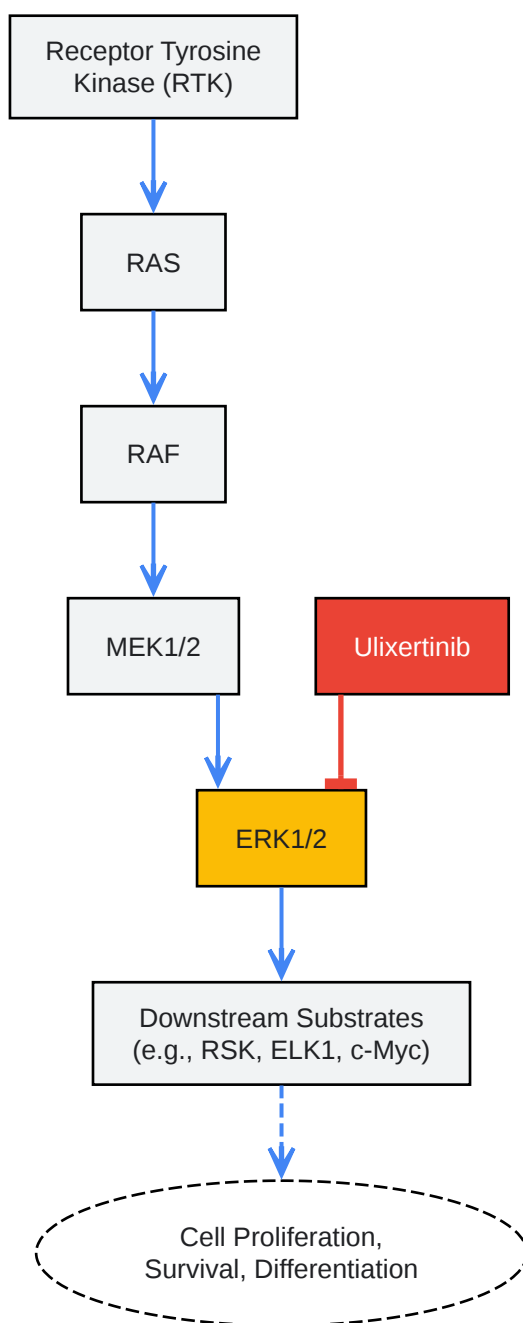 Receptor Tyrosine
Kinase (RTK)
RAS
RAF
MEK1/2
Ulixertinib
ERK1/2
Downstream Substrates
(e.g., RSK, ELK1, c-Myc)
Cell Proliferation,
Survival, Differentiation